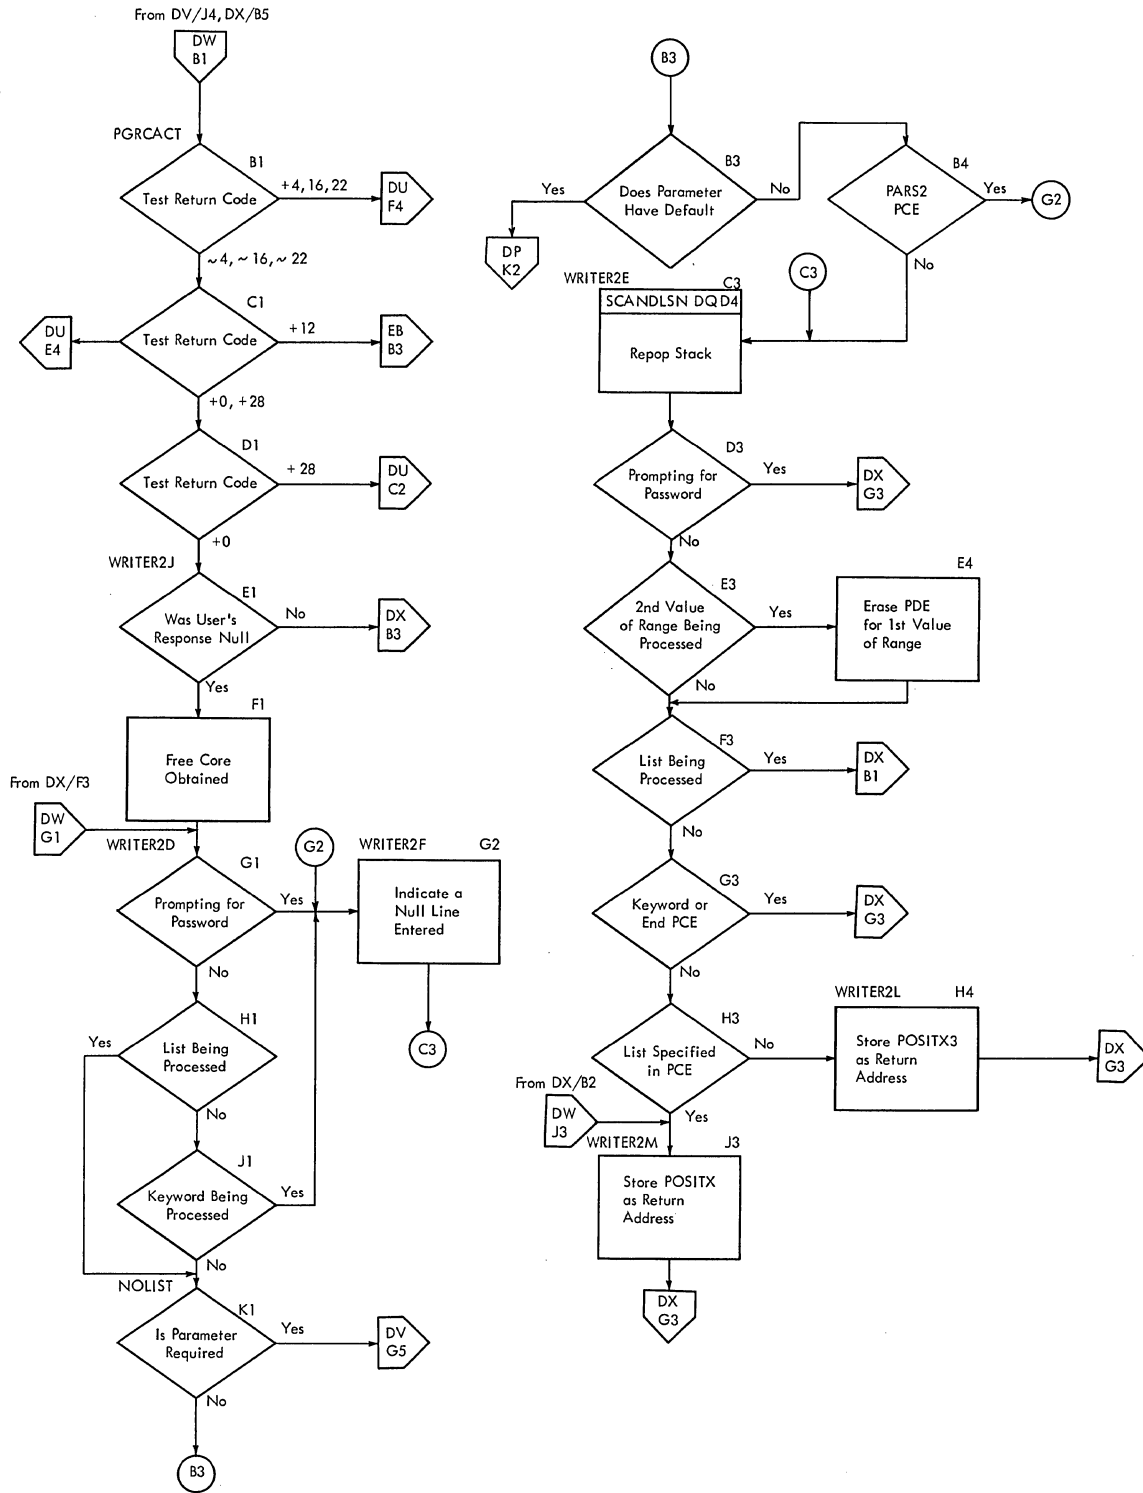 From DV/J4, DX/B5
DW
B1
PGRCACT
B1
Test Return Code
+4, 16, 22
DU
F4
~4, ~16, ~22
C1
Test Return Code
DU
E4
+12
EB
B3
+0, +28
D1
Test Return Code
+ 28
DU
C2
+0
WRITER2J
E1
Was User's
Response Null
No
DX
B3
Yes
F1
Free Core
Obtained
From DX/F3
DW
G1
WRITER2D
G1
Prompting for
Password
Yes
G2
WRITER2F
G2
Indicate a
Null Line
Entered
C3
No
H1
List Being
Processed
Yes
No
J1
Keyword Being
Processed
Yes
No
NOLIST
K1
Is Parameter
Required
Yes
DV
G5
No
B3
B3
B3
Does Parameter
Have Default
Yes
DP
K2
No
B4
PARS2
PCE
Yes
G2
No
C3
WRITER2E
C3
SCANDLSN DQ D4
Repop Stack
D3
Prompting for
Password
Yes
DX
G3
No
E3
2nd Value
of Range Being
Processed
Yes
E4
Erase PDE
for 1st Value
of Range
No
F3
List Being
Processed
Yes
DX
B1
No
G3
Keyword or
End PCE
Yes
DX
G3
No
H3
List Specified
in PCE
No
WRITER2L
H4
Store POSITX3
as Return
Address
DX
G3
Yes
From DX/B2
DW
J3
WRITER2M
J3
Store POSITX
as Return
Address
DX
G3